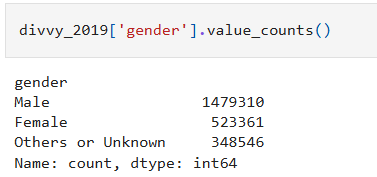 divvy_2019['gender'].value_counts()
gender
Male 1479310
Female 523361
Others or Unknown 348546
Name: count, dtype: int64